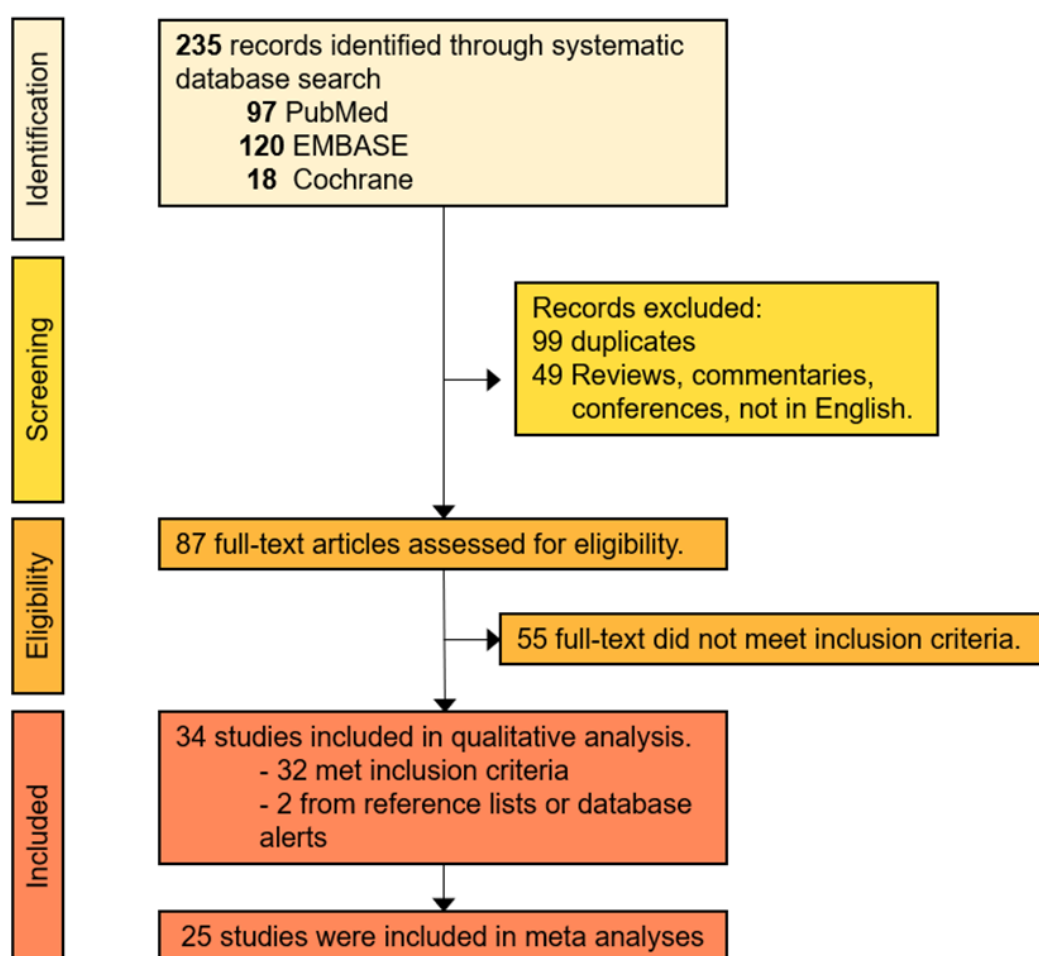 Identification
235 records identified through systematic
database search
97 PubMed
120 EMBASE
18 Cochrane
Screening
Records excluded:
99 duplicates
49 Reviews, commentaries,
conferences, not in English.
Eligibility
87 full-text articles assessed for eligibility.
55 full-text did not meet inclusion criteria.
Included
34 studies included in qualitative analysis.
- 32 met inclusion criteria
- 2 from reference lists or database
alerts
25 studies were included in meta analyses